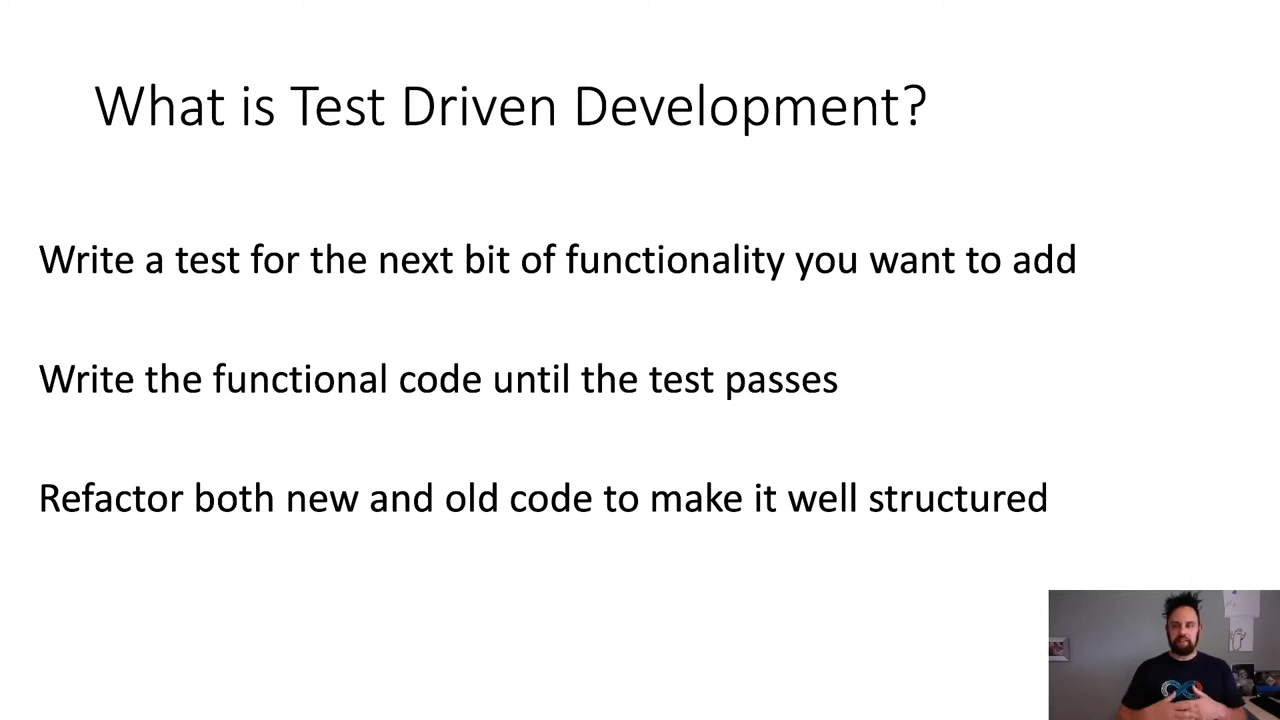 What is Test Driven Development?
Write a test for the next bit of functionality you want to add
Write the functional code until the test passes
Refactor both new and old code to make it well structured